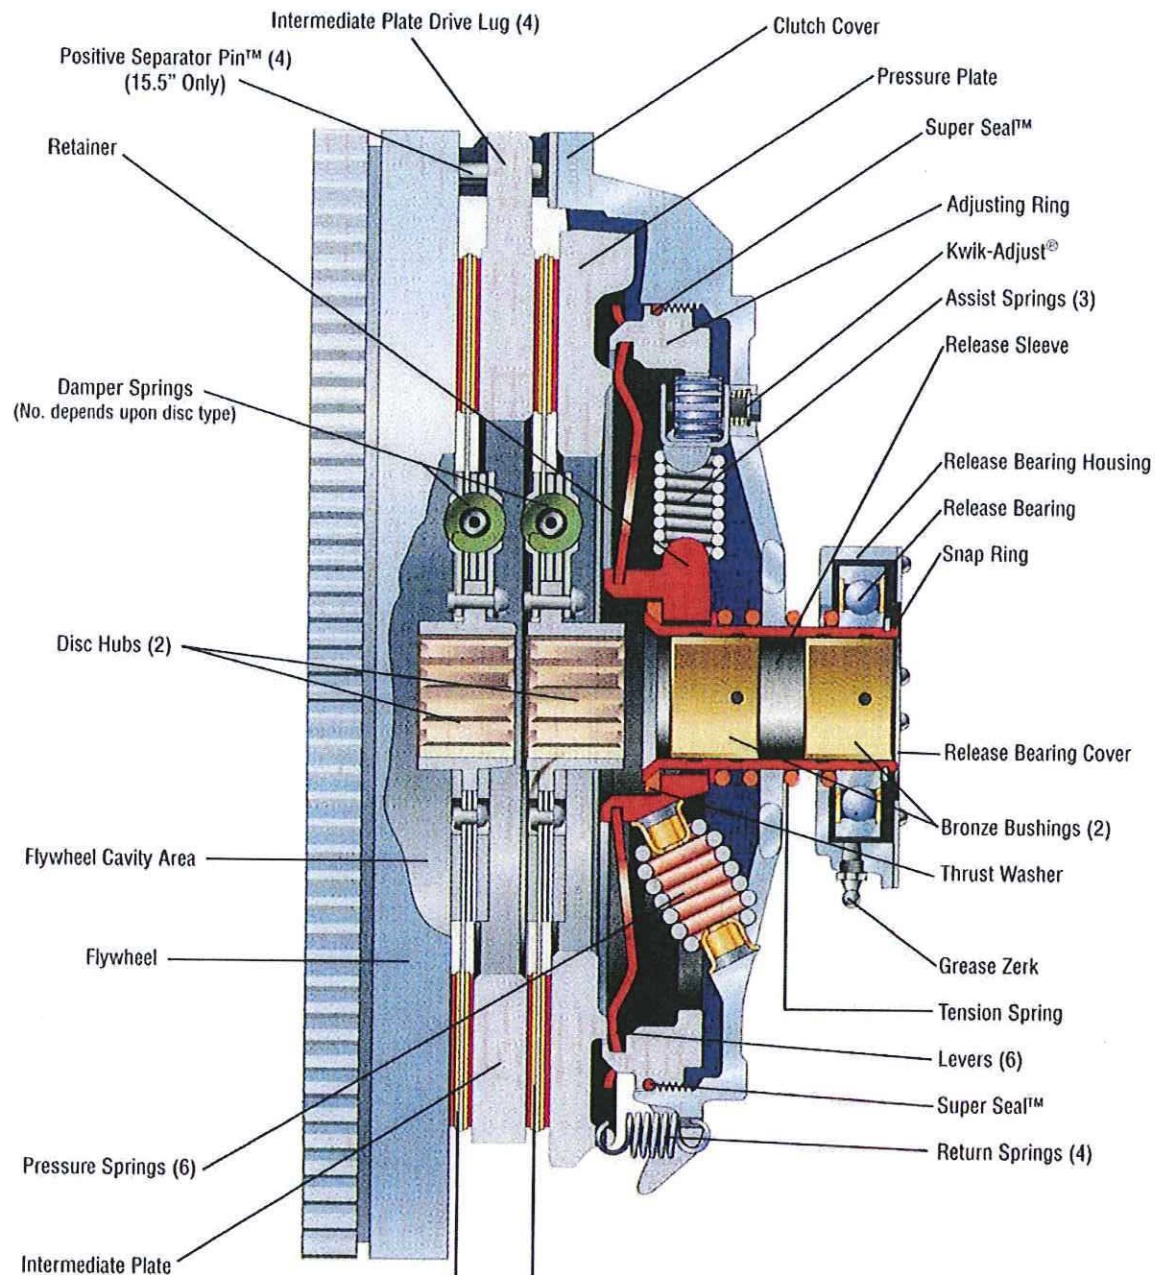 Intermediate Plate Drive Lug (4)
Clutch Cover
Positive Separator Pin™ (4)
(15.5” Only)
Pressure Plate
Super Seal™
Retainer
Adjusting Ring
Kwik-Adjust®
Assist Springs (3)
Release Sleeve
Damper Springs
(No. depends upon disc type)
Release Bearing Housing
Release Bearing
Snap Ring
Disc Hubs (2)
Release Bearing Cover
Bronze Bushings (2)
Flywheel Cavity Area
Thrust Washer
Flywheel
Grease Zerk
Tension Spring
Levers (6)
Super Seal™
Return Springs (4)
Pressure Springs (6)
Intermediate Plate